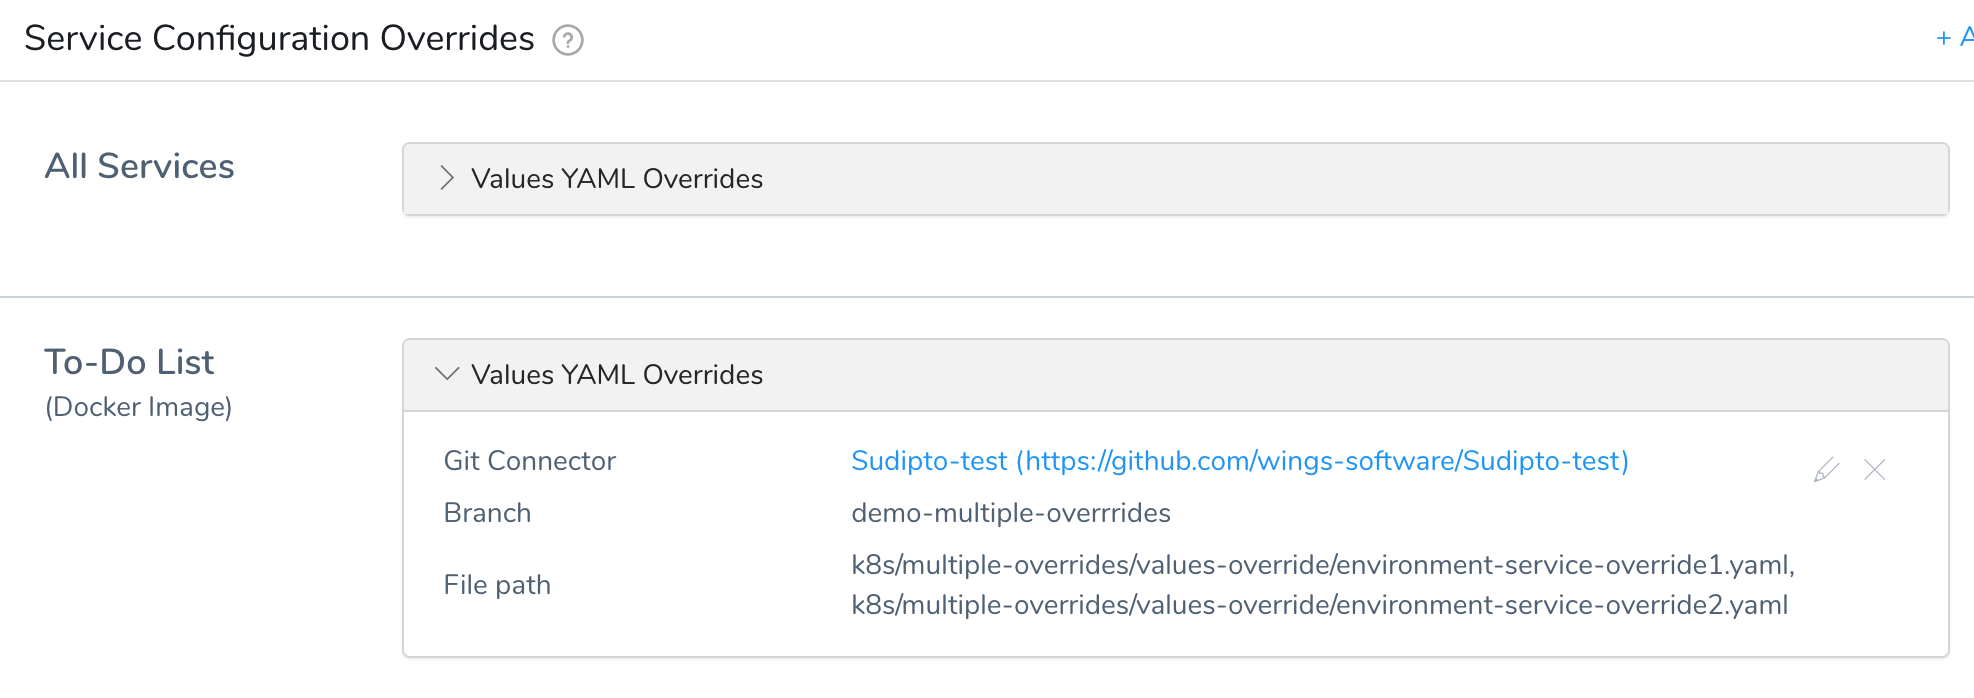 Service Configuration Overrides ?
+ A
All Services
Values YAML Overrides
To-Do List
(Docker Image)
Values YAML Overrides
Git Connector
Sudipto-test (https://github.com/wings-software/Sudipto-test)
Branch
demo-multiple-overrrides
File path
k8s/multiple-overrides/values-override/environment-service-override1.yaml,
k8s/multiple-overrides/values-override/environment-service-override2.yaml